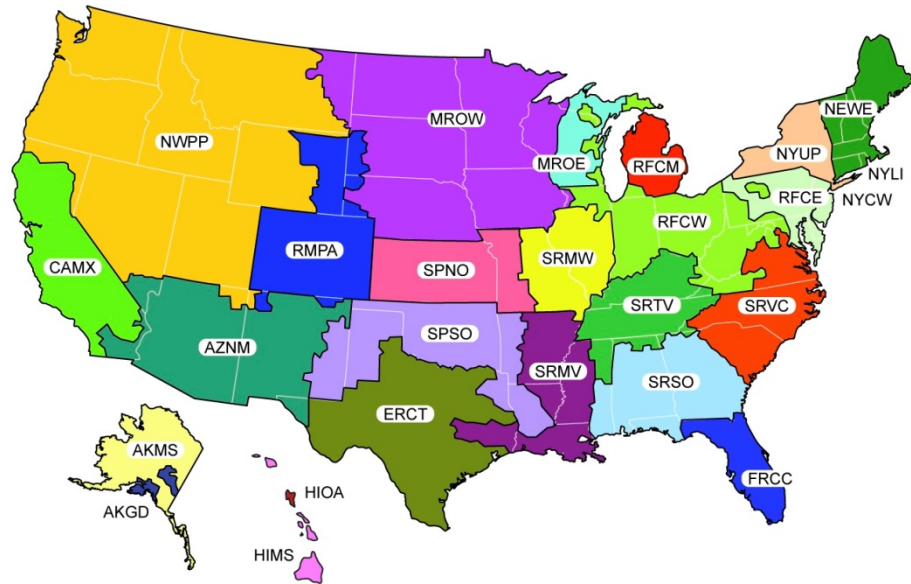 NWPP
MROW
MROE
RFCM
NEWE
NYUP
NYLI
NYCW
RFCE
RFCW
CAMX
RMPA
SPNO
SRMW
SRTV
SRVC
AZNM
SPSO
SRMV
SRSO
ERCT
FRCC
AKMS
AKGD
HIOA
HIMS